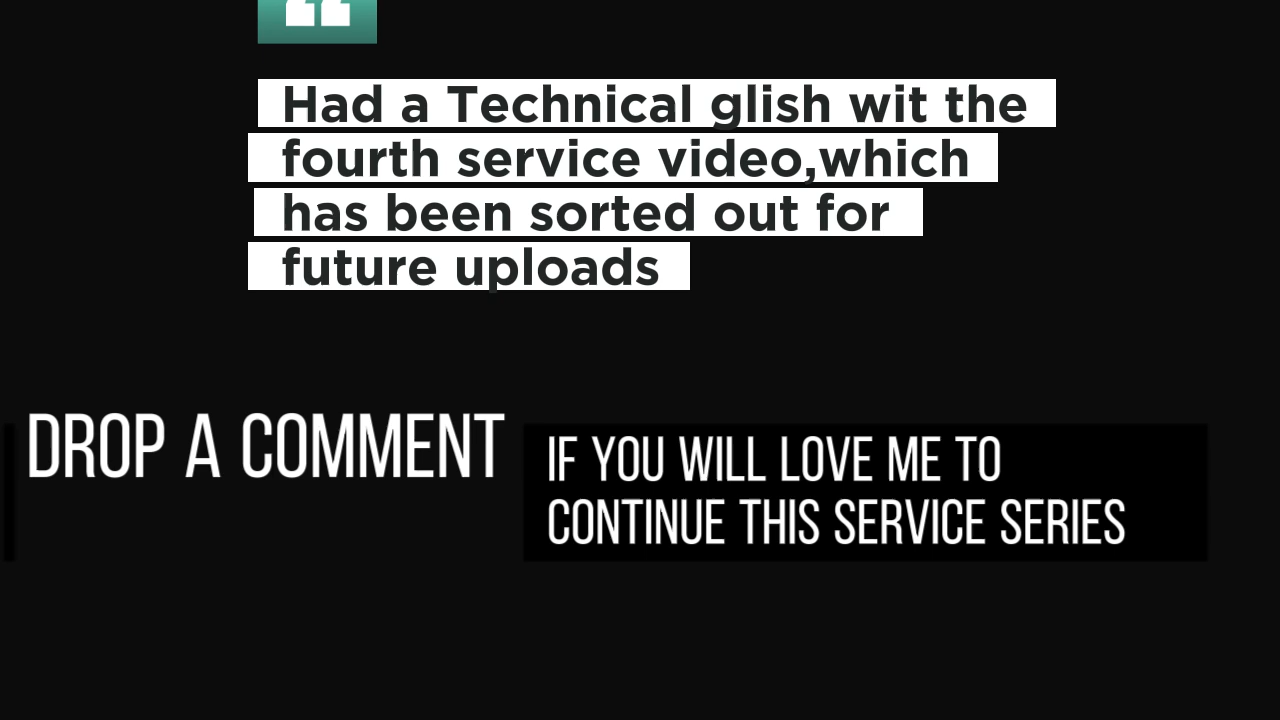 Had a Technical glish wit the
fourth service video,which
has been sorted out for
future uploads
DROP A COMMENT
IF YOU WILL LOVE ME TO
CONTINUE THIS SERVICE SERIES